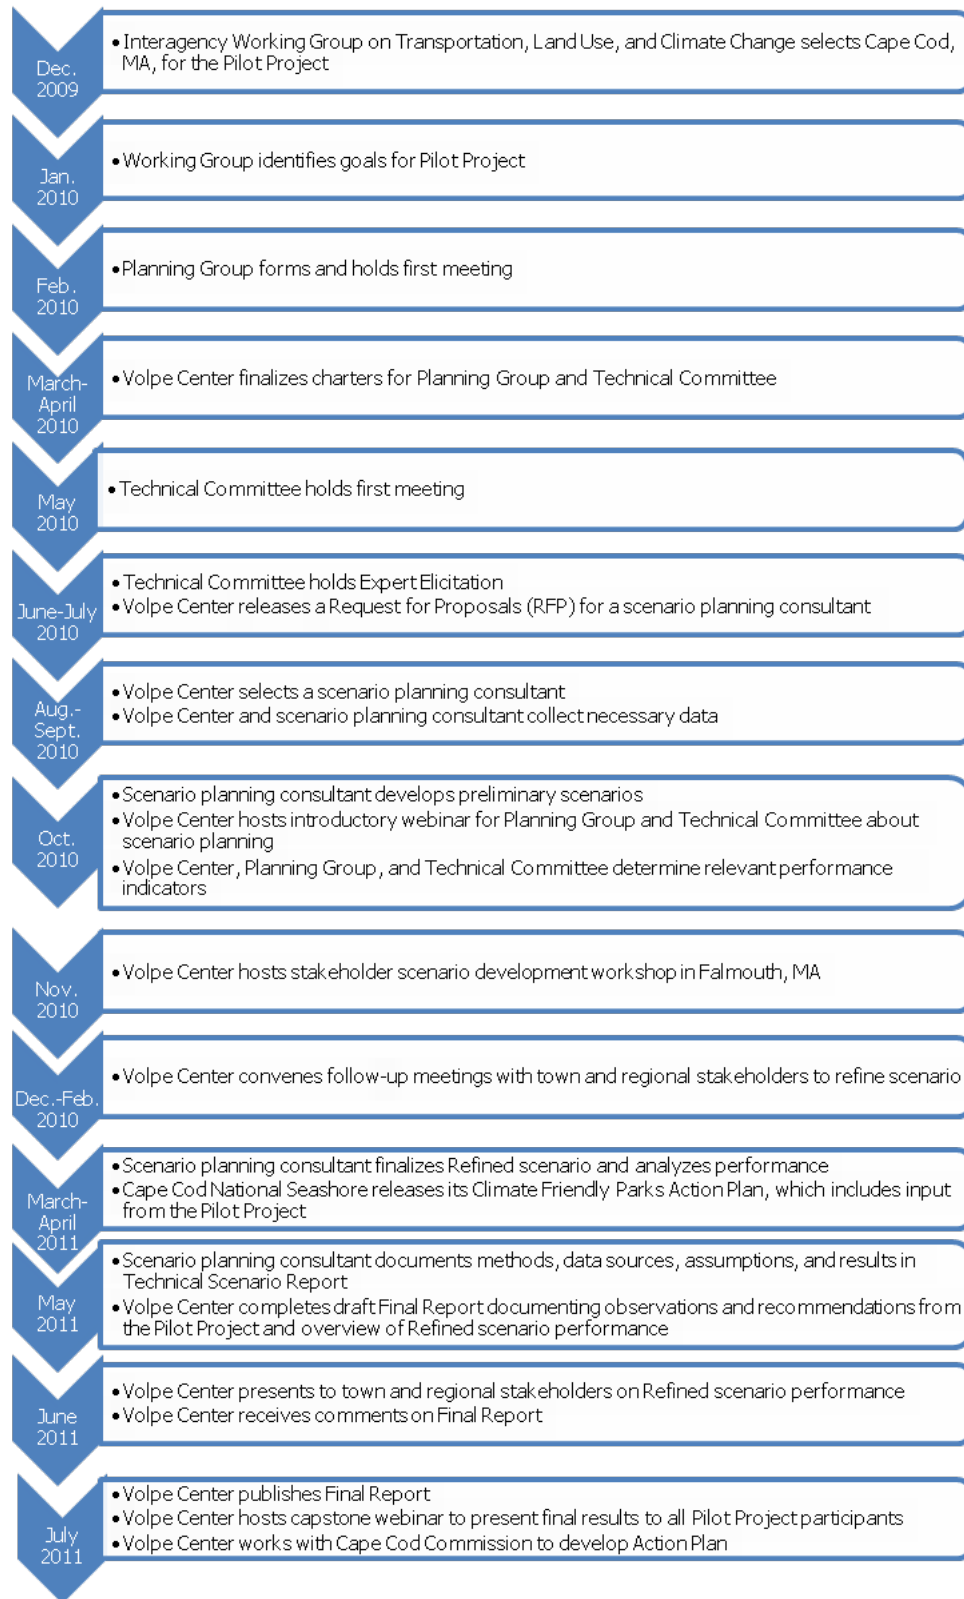 Dec.
2009
• Interagency Working Group on Transportation, Land Use, and Climate Change selects Cape Cod,
MA, for the Pilot Project
Jan.
2010
• Working Group identifies goals for Pilot Project
Feb.
2010
• Planning Group forms and holds first meeting
March-
April
2010
• Volpe Center finalizes charters for Planning Group and Technical Committee
May
2010
• Technical Committee holds first meeting
June-July
2010
• Technical Committee holds Expert Elicitation
• Volpe Center releases a Request for Proposals (RFP) for a scenario planning consultant
Aug.-
Sept.
2010
• Volpe Center selects a scenario planning consultant
• Volpe Center and scenario planning consultant collect necessary data
Oct.
2010
• Scenario planning consultant develops preliminary scenarios
• Volpe Center hosts introductory webinar for Planning Group and Technical Committee about
scenario planning
• Volpe Center, Planning Group, and Technical Committee determine relevant performance
indicators
Nov.
2010
• Volpe Center hosts stakeholder scenario development workshop in Falmouth, MA
Dec.-Feb.
2010
• Volpe Center convenes follow-up meetings with town and regional stakeholders to refine scenario
March-
April
2011
• Scenario planning consultant finalizes Refined scenario and analyzes performance
• Cape Cod National Seashore releases its Climate Friendly Parks Action Plan, which includes input
from the Pilot Project
May
2011
• Scenario planning consultant documents methods, data sources, assumptions, and results in
Technical Scenario Report
• Volpe Center completes draft Final Report documenting observations and recommendations from
the Pilot Project and overview of Refined scenario performance
June
2011
• Volpe Center presents to town and regional stakeholders on Refined scenario performance
• Volpe Center receives comments on Final Report
July
2011
• Volpe Center publishes Final Report
• Volpe Center hosts capstone webinar to present final results to all Pilot Project participants
• Volpe Center works with Cape Cod Commission to develop Action Plan